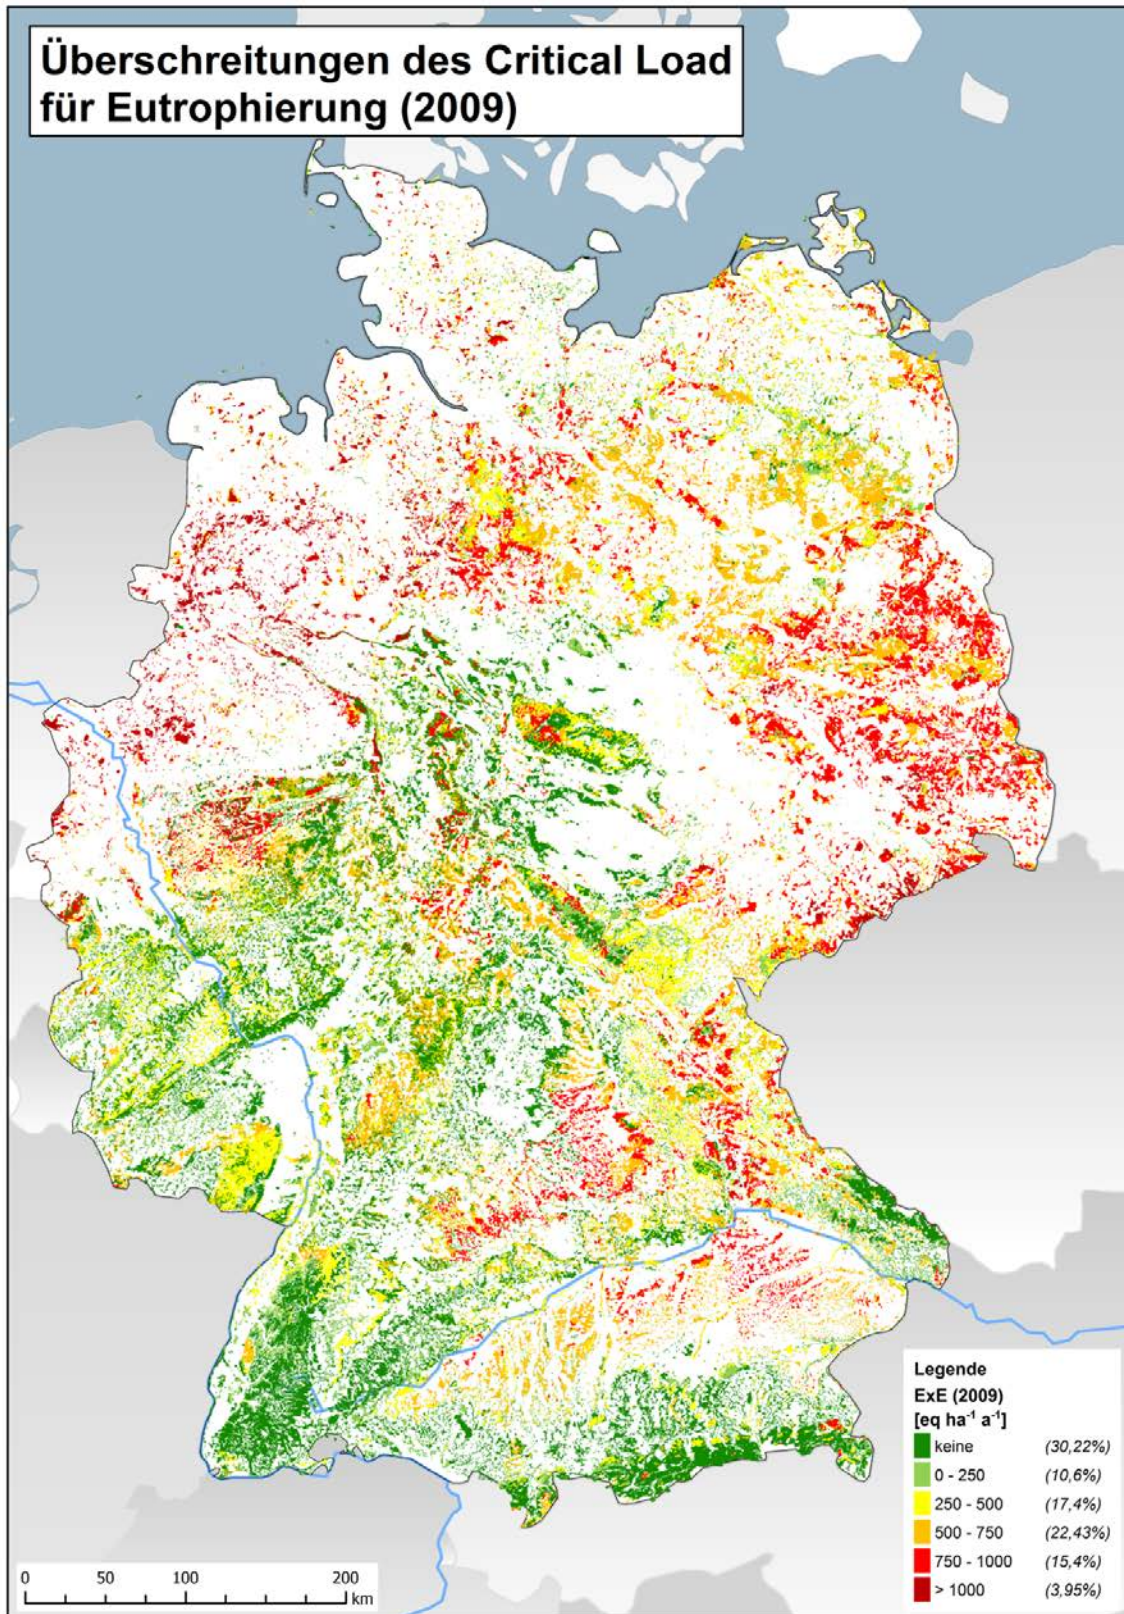 Überschreitungen des Critical Load
für Eutrophierung (2009)
Legende
ExE (2009)
[eq ha⁻¹ a⁻¹]
keine (30,22%)
0 - 250 (10,6%)
250 - 500 (17,4%)
500 - 750 (22,43%)
750 - 1000 (15,4%)
> 1000 (3,95%)
0 50 100 200
km